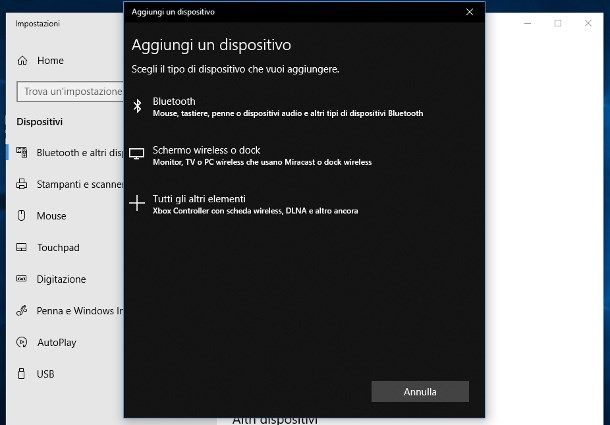 Impostazioni
Home
Trova un'impostazione
Dispositivi
Bluetooth e altri
Stampanti e scanner
Mouse
Touchpad
Digitazione
Penna e Windows
AutoPlay
USB
Aggiungi un dispositivo
Aggiungi un dispositivo
Scegli il tipo di dispositivo che vuoi aggiungere.
Bluetooth
Mouse, tastiere, penne o dispositivi audio e altri tipi di dispositivi Bluetooth
Schermo wireless o dock
Monitor, TV o PC wireless che usano Miracast o dock wireless
Tutti gli altri elementi
Xbox Controller con scheda wireless, DLNA e altro ancora
Annulla
Altri dispositivi